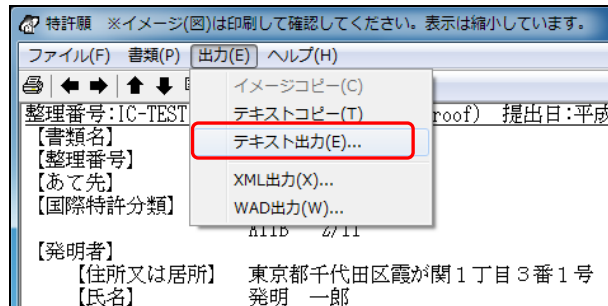 特許願 ※イメージ(図)は印刷して確認してください。表示は縮小しています。
ファイル(F) 書類(P) 出力(E) ヘルプ(H)
イメージコピー(C)
テキストコピー(T)
テキスト出力(E)...
XML出力(X)...
WAD出力(W)...
整理番号:IC-TEST roof) 提出日:平成
【書類名】
【整理番号】
【あて先】
【国際特許分類】
A11B 2/11
【発明者】
【住所又は居所】 東京都千代田区霞が関1丁目3番1号
【氏名】 発明 一郎